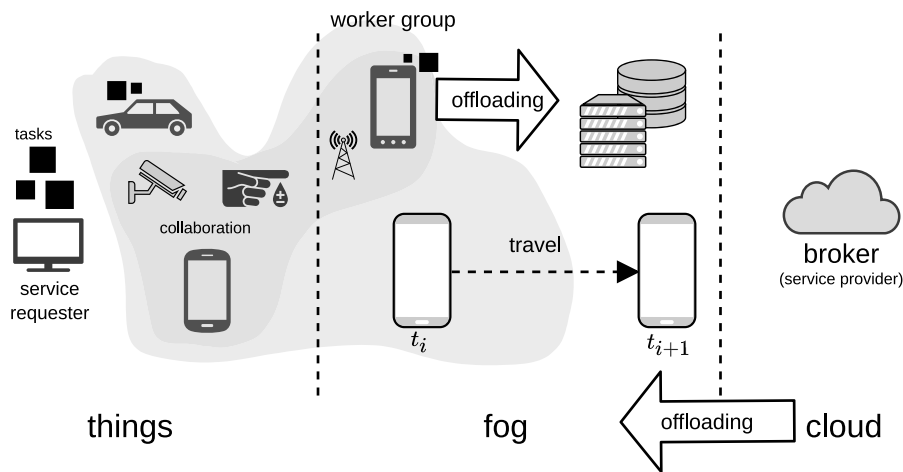 worker group
offloading
tasks
±
collaboration
travel
broker
(service provider)
service
requester
t_i
t_{i+1}
offloading
things
fog
cloud